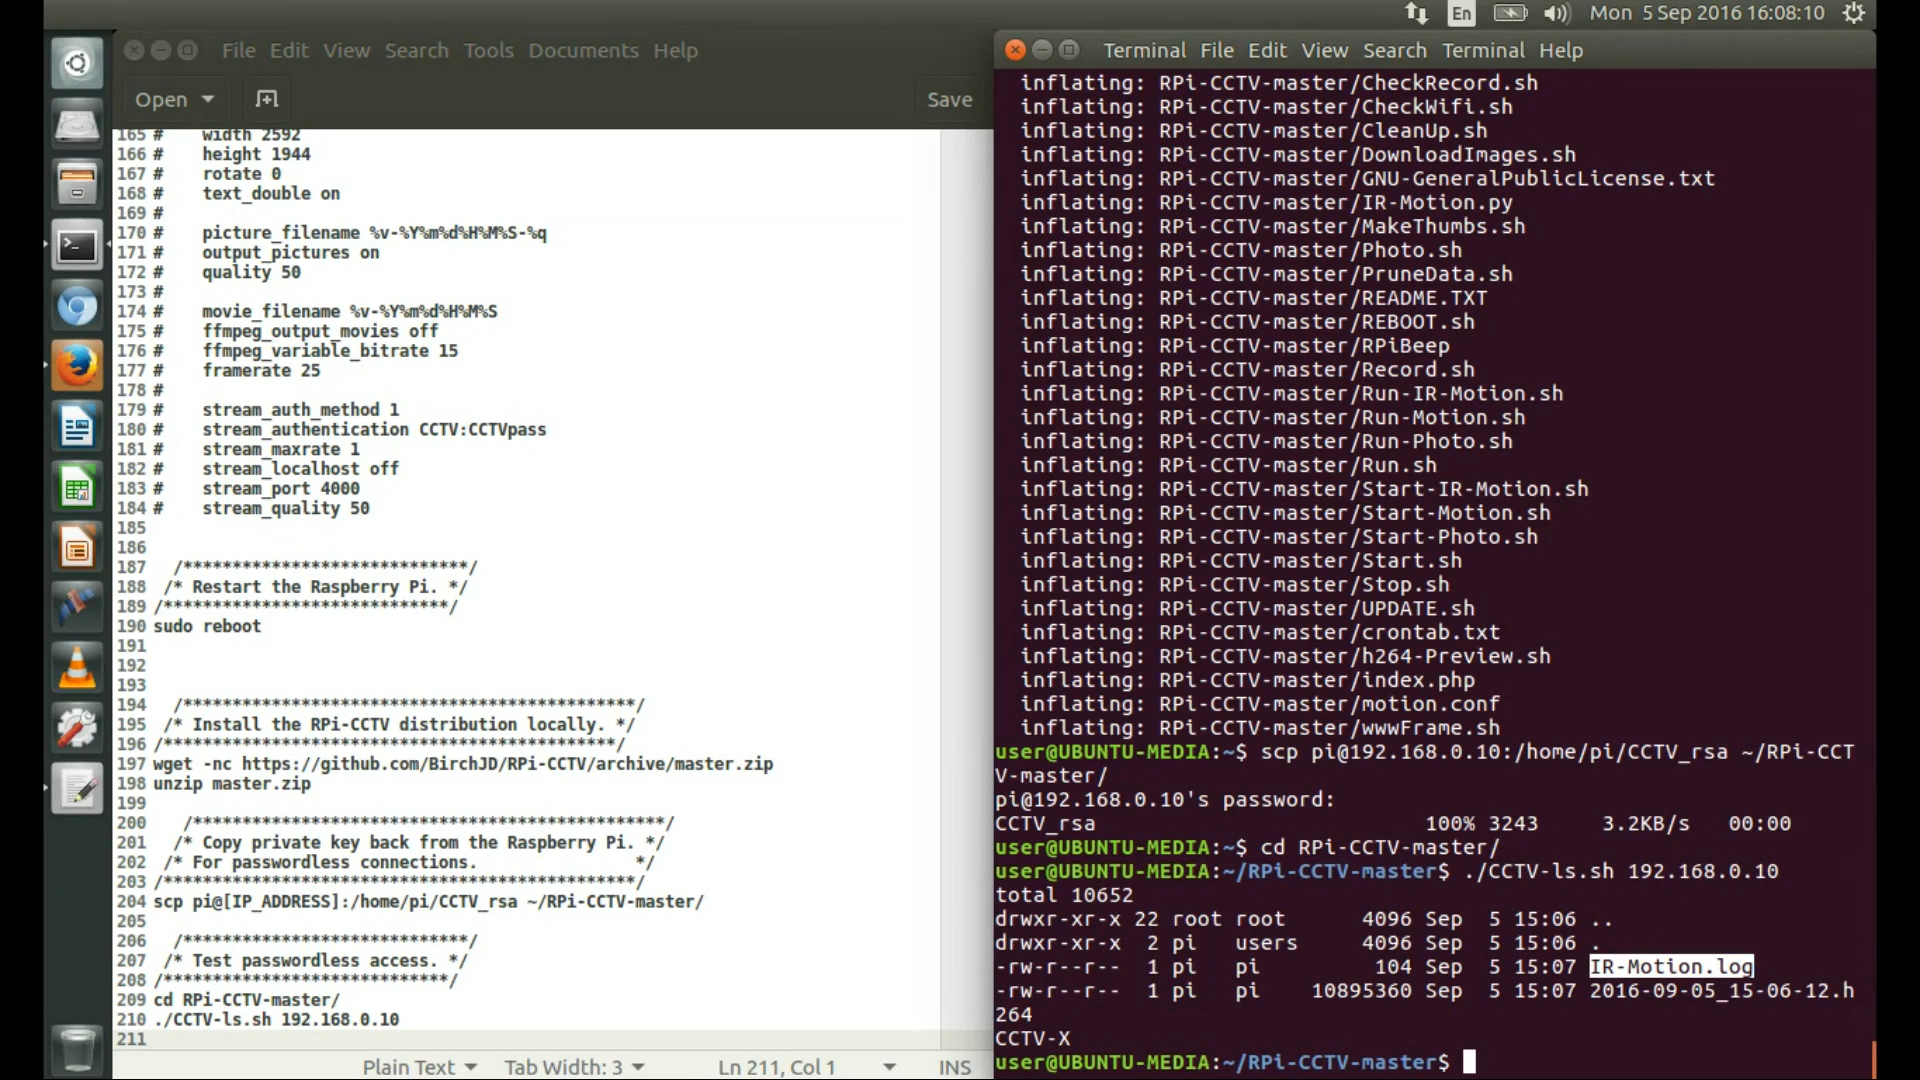 En
Mon 5 Sep 2016 16:08:10
File Edit View Search Tools Documents Help
Open
Save
165 #    width 2592
166 #    height 1944
167 #    rotate 0
168 #    text_double on
169 #
170 #    picture_filename %v-%Y%m%d%H%M%S-%q
171 #    output_pictures on
172 #    quality 50
173 #
174 #    movie_filename %v-%Y%m%d%H%M%S
175 #    ffmpeg_output_movies off
176 #    ffmpeg_variable_bitrate 15
177 #    framerate 25
178 #
179 #    stream_auth_method 1
180 #    stream_authentication CCTV:CCTVpass
181 #    stream_maxrate 1
182 #    stream_localhost off
183 #    stream_port 4000
184 #    stream_quality 50
185
186
187   /*****************************/
188  /* Restart the Raspberry Pi. */
189 /*****************************/
190 sudo reboot
191
192
193
194   /**********************************************/
195  /* Install the RPi-CCTV distribution locally. */
196 /**********************************************/
197 wget -nc https://github.com/BirchJD/RPi-CCTV/archive/master.zip
198 unzip master.zip
199
200    /************************************************/
201   /* Copy private key back from the Raspberry Pi. */
202  /* For passwordless connections.                */
203 /************************************************/
204 scp pi@[IP_ADDRESS]:/home/pi/CCTV_rsa ~/RPi-CCTV-master/
205
206   /*****************************/
207  /* Test passwordless access. */
208 /*****************************/
209 cd RPi-CCTV-master/
210 ./CCTV-ls.sh 192.168.0.10
211
Plain Text Tab Width: 3 Ln 211, Col 1 INS
Terminal File Edit View Search Terminal Help
inflating: RPi-CCTV-master/CheckRecord.sh
inflating: RPi-CCTV-master/CheckWifi.sh
inflating: RPi-CCTV-master/CleanUp.sh
inflating: RPi-CCTV-master/DownloadImages.sh
inflating: RPi-CCTV-master/GNU-GeneralPublicLicense.txt
inflating: RPi-CCTV-master/IR-Motion.py
inflating: RPi-CCTV-master/MakeThumbs.sh
inflating: RPi-CCTV-master/Photo.sh
inflating: RPi-CCTV-master/PruneData.sh
inflating: RPi-CCTV-master/README.TXT
inflating: RPi-CCTV-master/REBOOT.sh
inflating: RPi-CCTV-master/RPiBeep
inflating: RPi-CCTV-master/Record.sh
inflating: RPi-CCTV-master/Run-IR-Motion.sh
inflating: RPi-CCTV-master/Run-Motion.sh
inflating: RPi-CCTV-master/Run-Photo.sh
inflating: RPi-CCTV-master/Run.sh
inflating: RPi-CCTV-master/Start-IR-Motion.sh
inflating: RPi-CCTV-master/Start-Motion.sh
inflating: RPi-CCTV-master/Start-Photo.sh
inflating: RPi-CCTV-master/Start.sh
inflating: RPi-CCTV-master/Stop.sh
inflating: RPi-CCTV-master/UPDATE.sh
inflating: RPi-CCTV-master/crontab.txt
inflating: RPi-CCTV-master/h264-Preview.sh
inflating: RPi-CCTV-master/index.php
inflating: RPi-CCTV-master/motion.conf
inflating: RPi-CCTV-master/wwwFrame.sh
user@UBUNTU-MEDIA:~$ scp pi@192.168.0.10:/home/pi/CCTV_rsa ~/RPi-CCT
V-master/
pi@192.168.0.10's password:
CCTV_rsa                          100% 3243     3.2KB/s   00:00
user@UBUNTU-MEDIA:~$ cd RPi-CCTV-master/
user@UBUNTU-MEDIA:~/RPi-CCTV-master$ ./CCTV-ls.sh 192.168.0.10
total 10652
drwxr-xr-x 22 root root      4096 Sep  5 15:06 ..
drwxr-xr-x  2 pi   users     4096 Sep  5 15:06 .
-rw-r--r--  1 pi   pi         104 Sep  5 15:07 IR-Motion.log
-rw-r--r--  1 pi   pi    10895360 Sep  5 15:07 2016-09-05_15-06-12.h
264
CCTV-X
user@UBUNTU-MEDIA:~/RPi-CCTV-master$